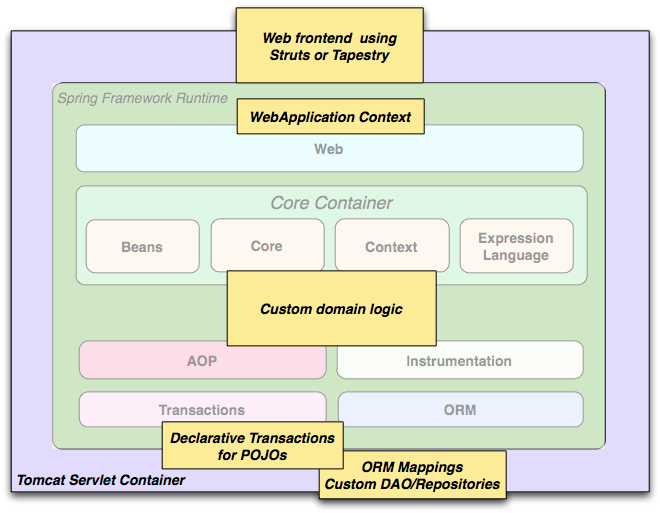 Web frontend using
Struts or Tapestry
Spring Framework Runtime
WebApplication Context
Web
Core Container
Beans
Core
Context
Expression
Language
Custom domain logic
AOP
Instrumentation
Transactions
ORM
Declarative Transactions
for POJOs
ORM Mappings
Custom DAO/Repositories
Tomcat Servlet Container